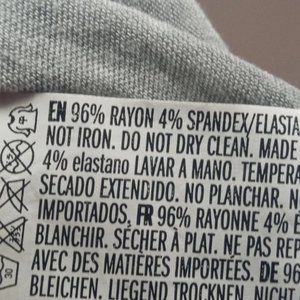 EN 96% RAYON 4% SPANDEX/ELASTA
NOT IRON. DO NOT DRY CLEAN. MADE
4% elastano LAVAR A MANO. TEMPERA
SECADO EXTENDIDO. NO PLANCHAR. N
IMPORTADOS, FR 96% RAYONNE 4% E
BLANCHIR. SÉCHER À PLAT. NE PAS REP
AVEC DES MATIÈRES IMPORTÉES. DE 96
BLEICHEN. LIEGEND TROCKNEN. NICHT